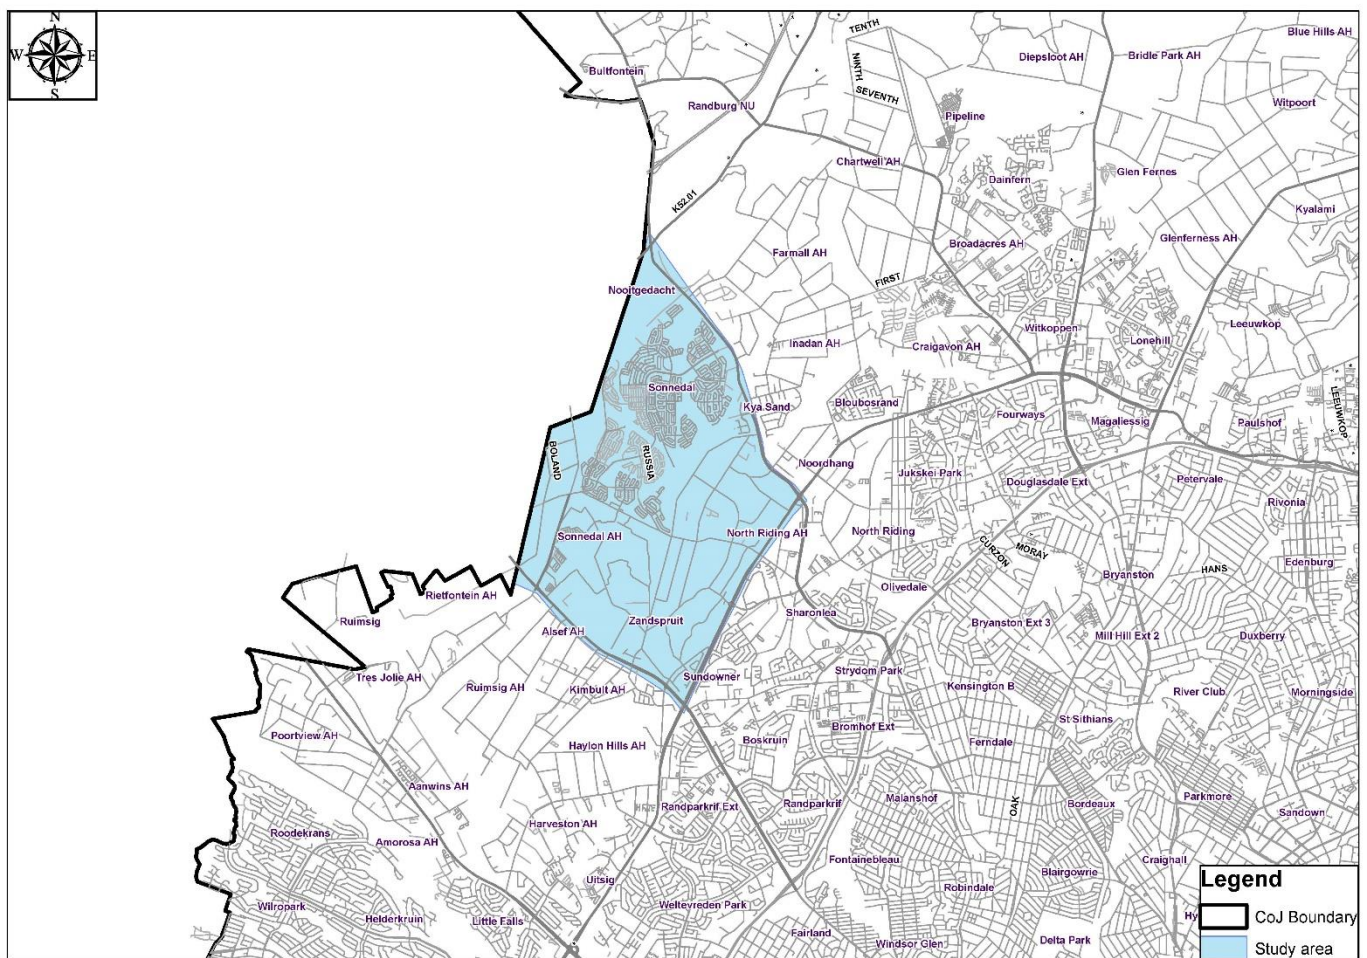 N
W E
S
TENTH
Blue Hills AH
Diepsloot AH
Bridle Park AH
Bultfontein
NINTH
SEVENTH
Randburg NU
Witpoort
Pipeline
Chartwell AH
Glen Fernes
Dainfern
K52.01
Kyalami
Broadacres AH
Glenferness AH
Farmall AH
FIRST
Nooitgedacht
Leeuwkop
Witkoppen
Inadan AH
Craigavon AH
Lonehill
Sonnedal
LEEUWKOP
Kya Sand
Bloubosrand
Fourways
Magaliessig
Paulshof
BOLAND
RUSSIA
Noordhang
Jukskei Park
Douglasdale Ext
Petervale
Rivonia
Sonnedal AH
North Riding AH
North Riding
CURZON
MORAY
Edenburg
Bryanston
HANS
Rietfontein AH
Olivedale
Ruimsig
Sharonlea
Zandspruit
Bryanston Ext 3
Alsef AH
Mill Hill Ext 2
Duxberry
Tres Jolie AH
Sundowner
Strydom Park
Ruimsig AH
Kimbult AH
Kensington B
River Club
Morningside
St Sithians
Poortview AH
Haylon Hills AH
Boskruin
Bromhof Ext
Ferndale
Aanwins AH
Randparkrif Ext
Randparkrif
Malanshof
OAK
Bordeaux
Parkmore
Sandown
Roodekrans
Amorosa AH
Harveston AH
Fontainebleau
Craighall
Uitsig
Blairgowrie
Robindale
Legend
Wilropark
Helderkruin
Little Falls
Weltevreden Park
Hy
CoJ Boundary
Fairland
Windsor Glen
Delta Park
Study area